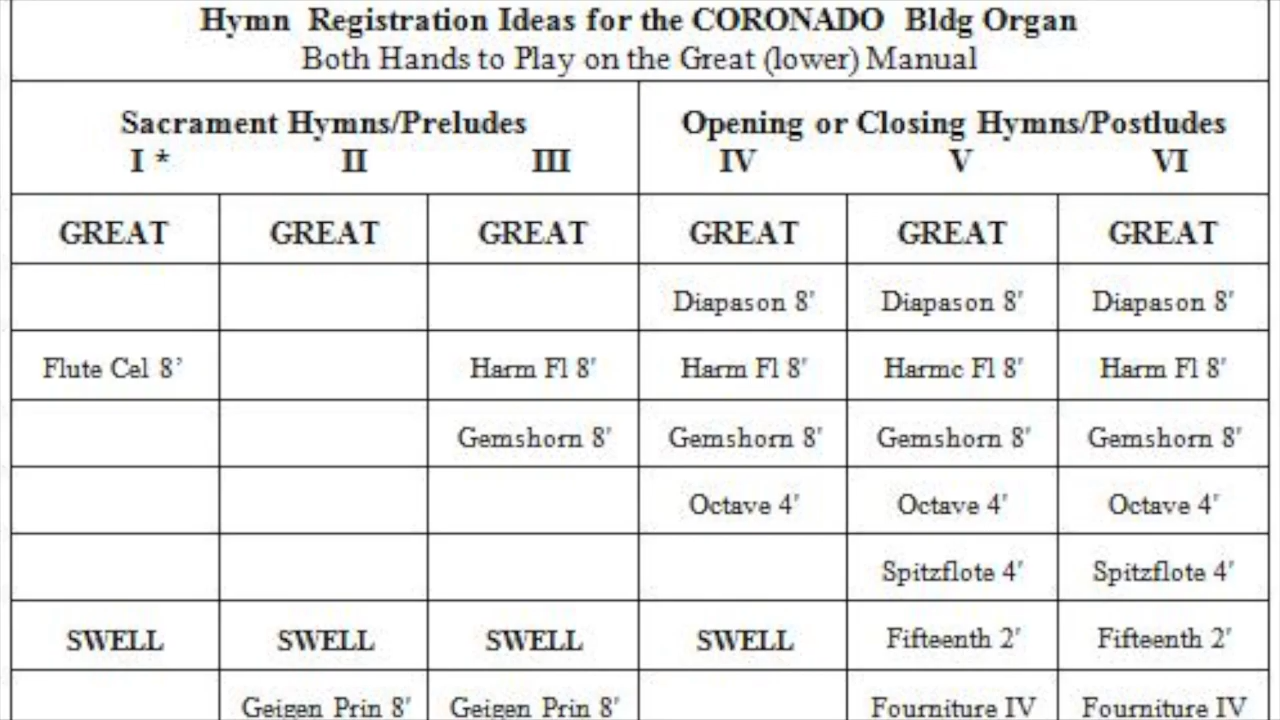 Hymn Registration Ideas for the CORONADO Bldg Organ
Both Hands to Play on the Great (lower) Manual
Sacrament Hymns/Preludes Opening or Closing Hymns/Postludes
I * II III IV V VI
GREAT GREAT GREAT GREAT GREAT GREAT
Diapason 8' Diapason 8' Diapason 8'
Flute Cel 8’ Harm Fl 8' Harm Fl 8' Harmc Fl 8' Harm Fl 8'
Gemshorn 8' Gemshorn 8' Gemshorn 8' Gemshorn 8'
Octave 4' Octave 4' Octave 4'
Spitzflote 4' Spitzflote 4'
SWELL SWELL SWELL SWELL Fifteenth 2' Fifteenth 2'
Geigen Prin 8' Geigen Prin 8' Fourniture IV Fourniture IV